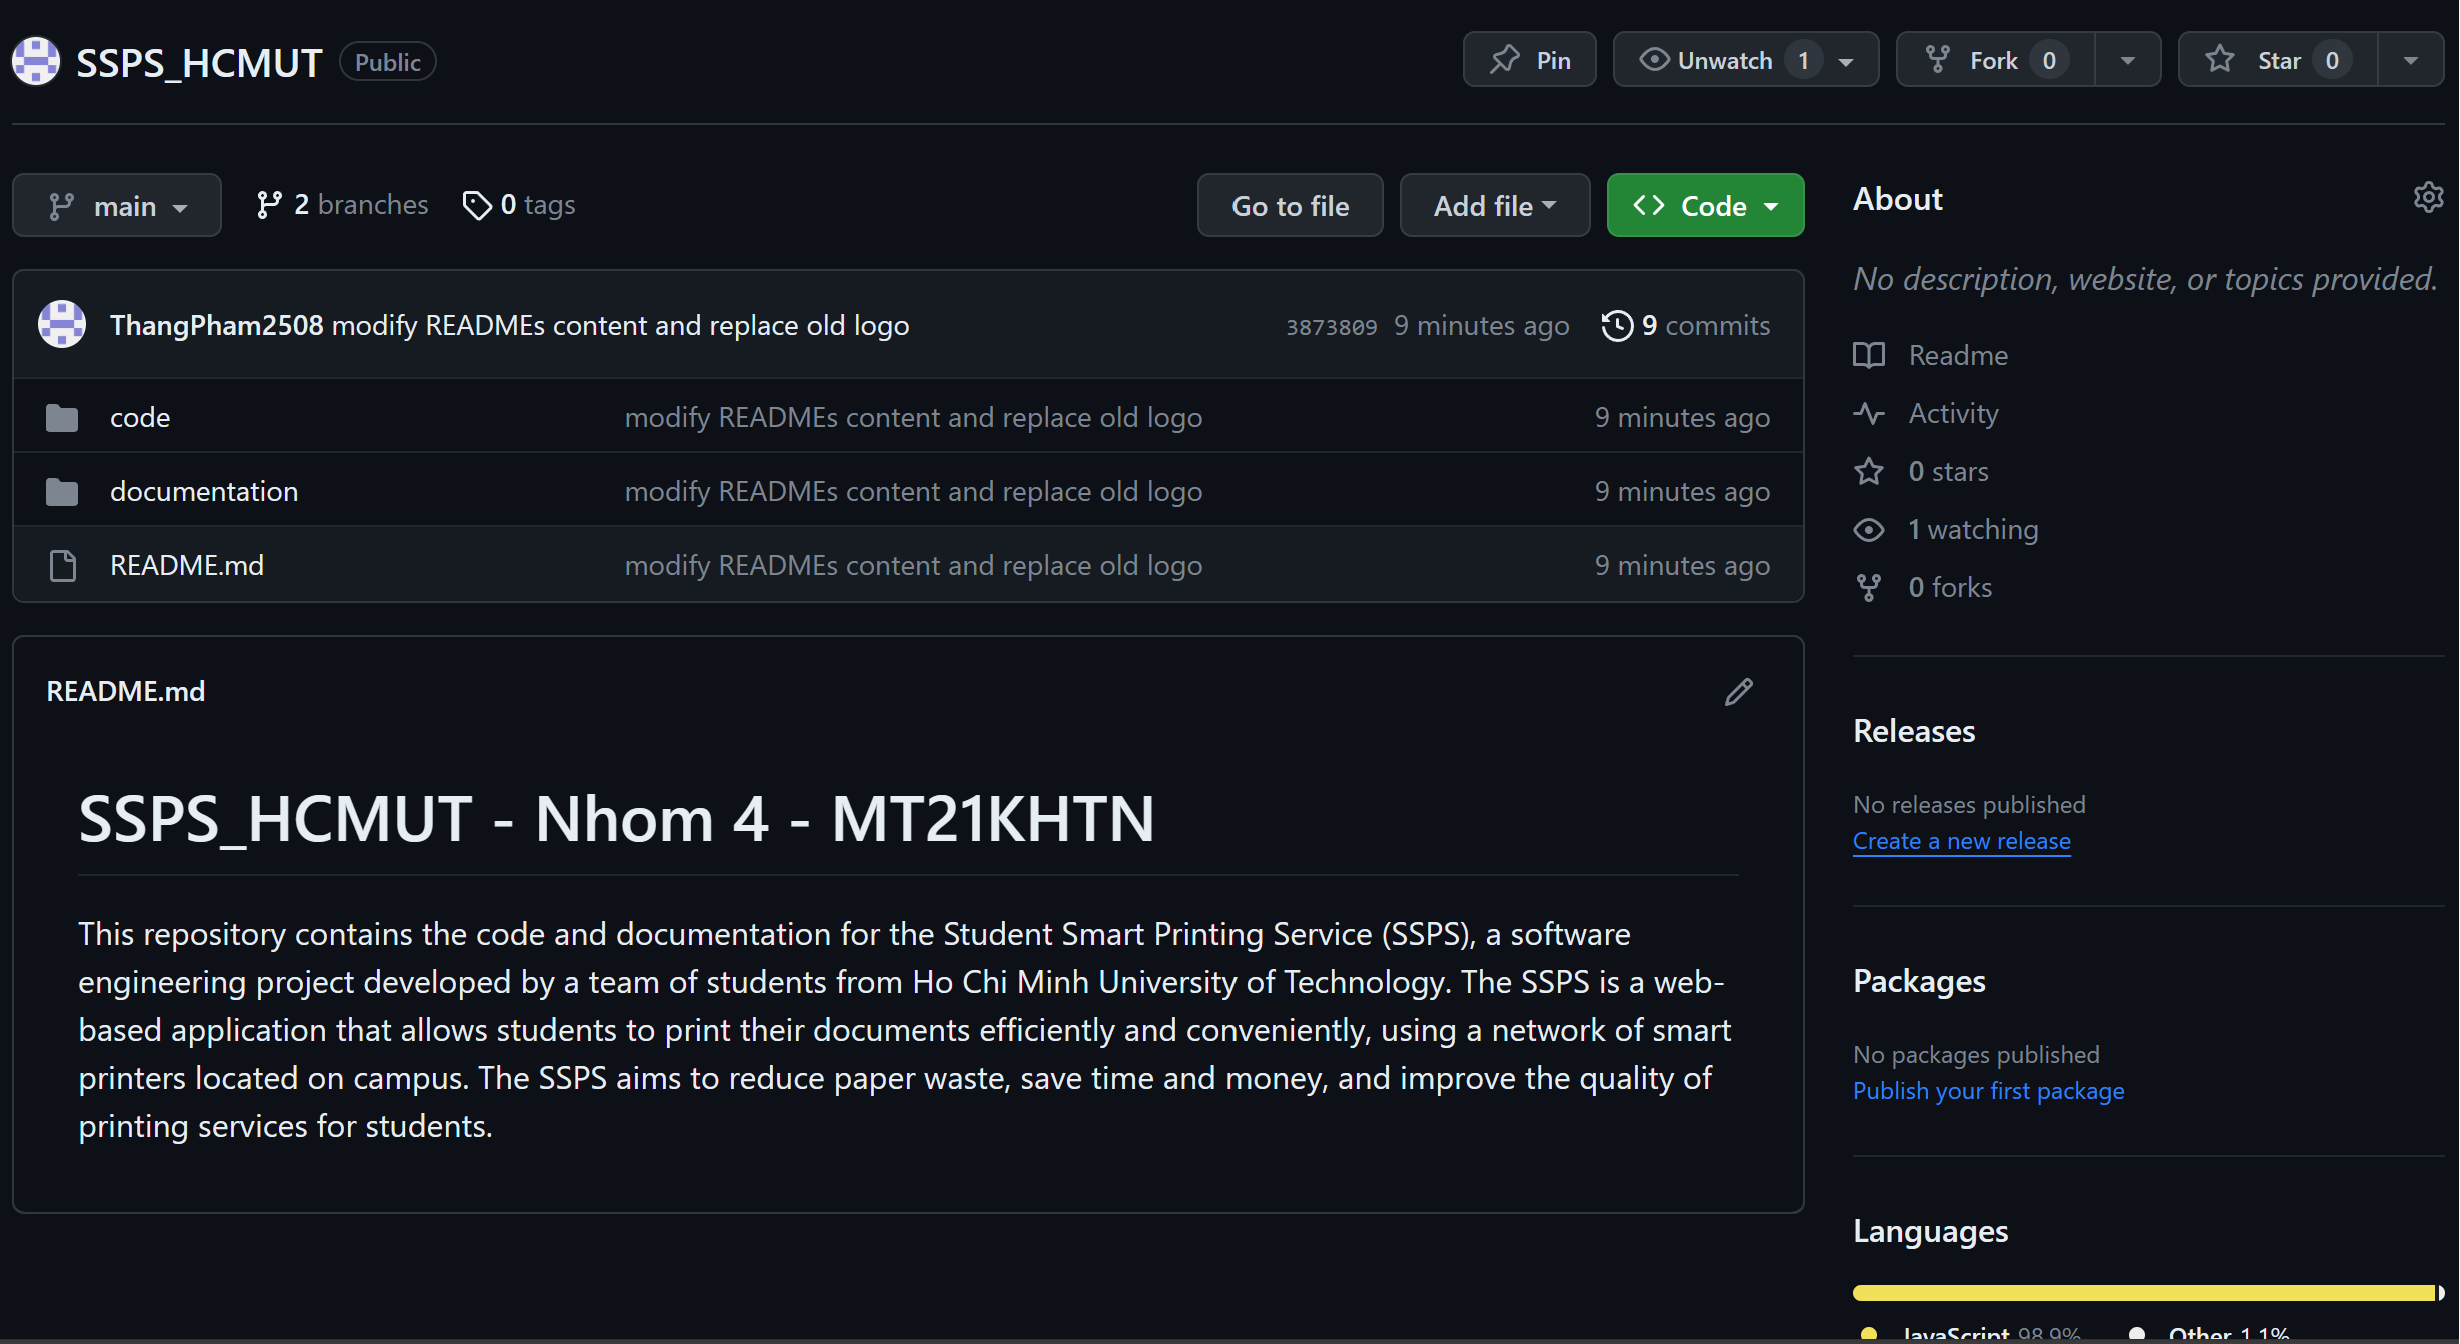 SSPS_HCMUT Public
Pin Unwatch 1 Fork 0 Star 0
main 2 branches 0 tags Go to file Add file Code
ThangPham2508 modify READMEs content and replace old logo 3873809 9 minutes ago 9 commits
code modify READMEs content and replace old logo 9 minutes ago
documentation modify READMEs content and replace old logo 9 minutes ago
README.md modify READMEs content and replace old logo 9 minutes ago
README.md
SSPS_HCMUT - Nhom 4 - MT21KHTN
This repository contains the code and documentation for the Student Smart Printing Service (SSPS), a software
engineering project developed by a team of students from Ho Chi Minh University of Technology. The SSPS is a web-
based application that allows students to print their documents efficiently and conveniently, using a network of smart
printers located on campus. The SSPS aims to reduce paper waste, save time and money, and improve the quality of
printing services for students.
About
No description, website, or topics provided.
Readme
Activity
0 stars
1 watching
0 forks
Releases
No releases published
Create a new release
Packages
No packages published
Publish your first package
Languages
JavaScript 98.9% Other 1.1%